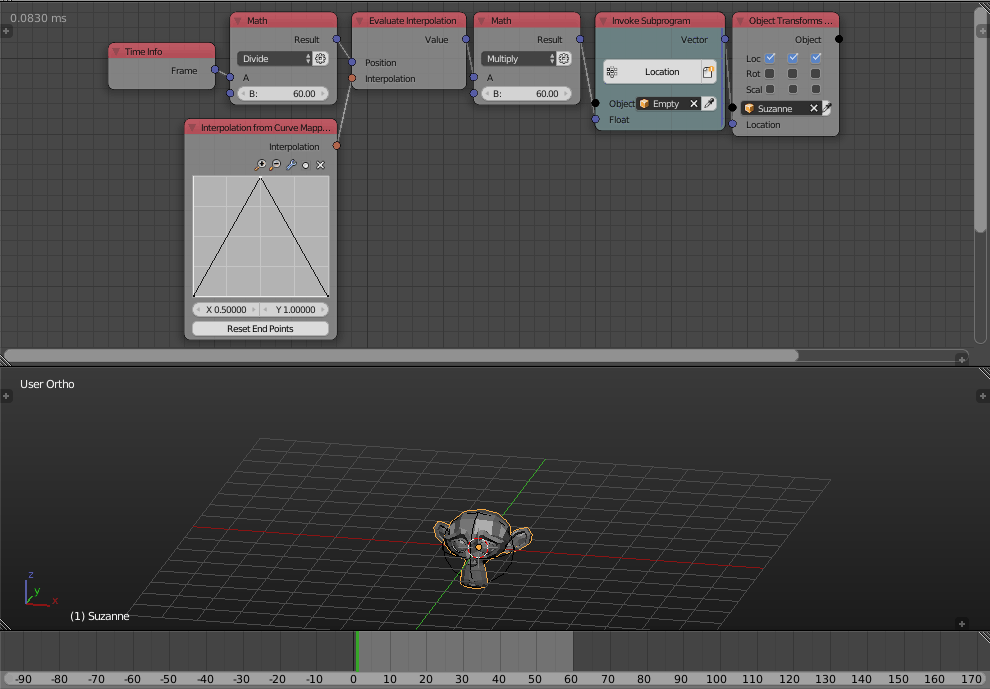 0.0830 ms
Time Info
Frame
Math
Result
Divide
A
B: 60.00
Interpolation from Curve Mapp...
Interpolation
X 0.50000 Y 1.00000
Reset End Points
Evaluate Interpolation
Value
Position
Interpolation
Math
Result
Multiply
A
B: 60.00
Invoke Subprogram
Vector
Location
Object Empty
Float
Object Transforms ...
Object
Loc
Rot
Scal
Suzanne
Location
User Ortho
z
y
x
(1) Suzanne
-90 -80 -70 -60 -50 -40 -30 -20 -10 0 10 20 30 40 50 60 70 80 90 100 110 120 130 140 150 160 170